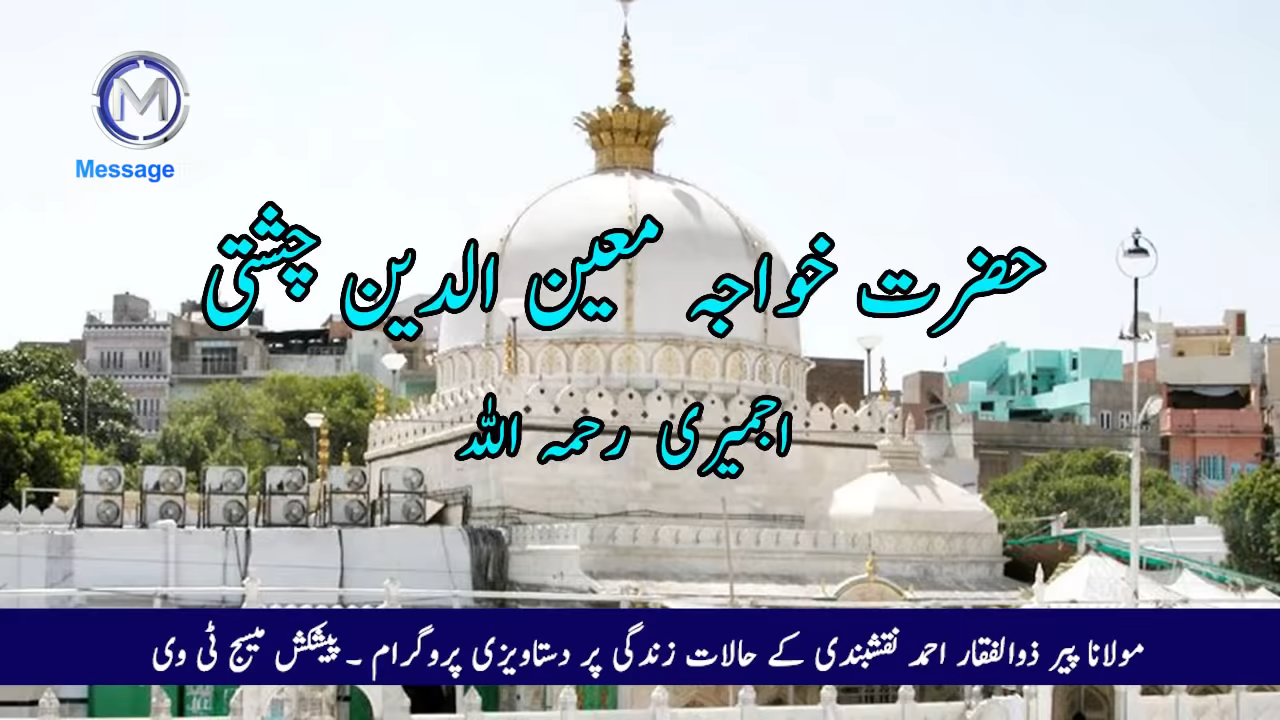 Message
حضرت خواجہ معین الدین چشتی
اجمیری رحمہ اللہ
مولانا پیر ذوالفقار احمد نقشبندی کے حالات زندگی پر دستاویزی پروگرام ۔ پیشکش میسج ٹی وی